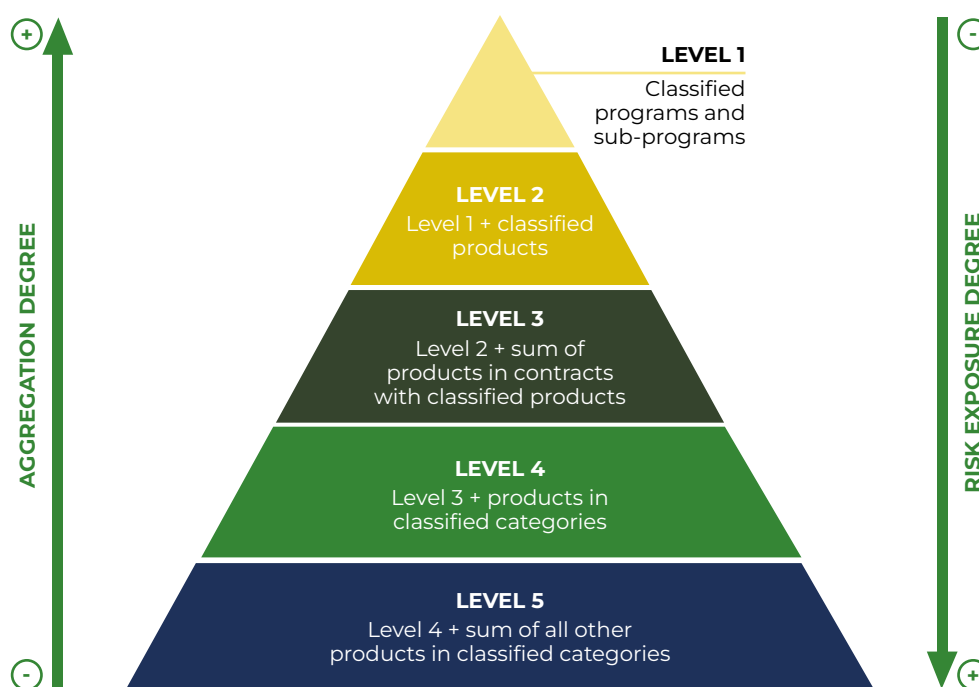 +
-
LEVEL 1
Classified
programs and
sub-programs
LEVEL 2
Level 1 + classified
products
AGGREGATION DEGREE
RISK EXPOSURE DEGREE
LEVEL 3
Level 2 + sum of
products in contracts
with classified products
LEVEL 4
Level 3 + products in
classified categories
LEVEL 5
Level 4 + sum of all other
products in classified categories
-
+